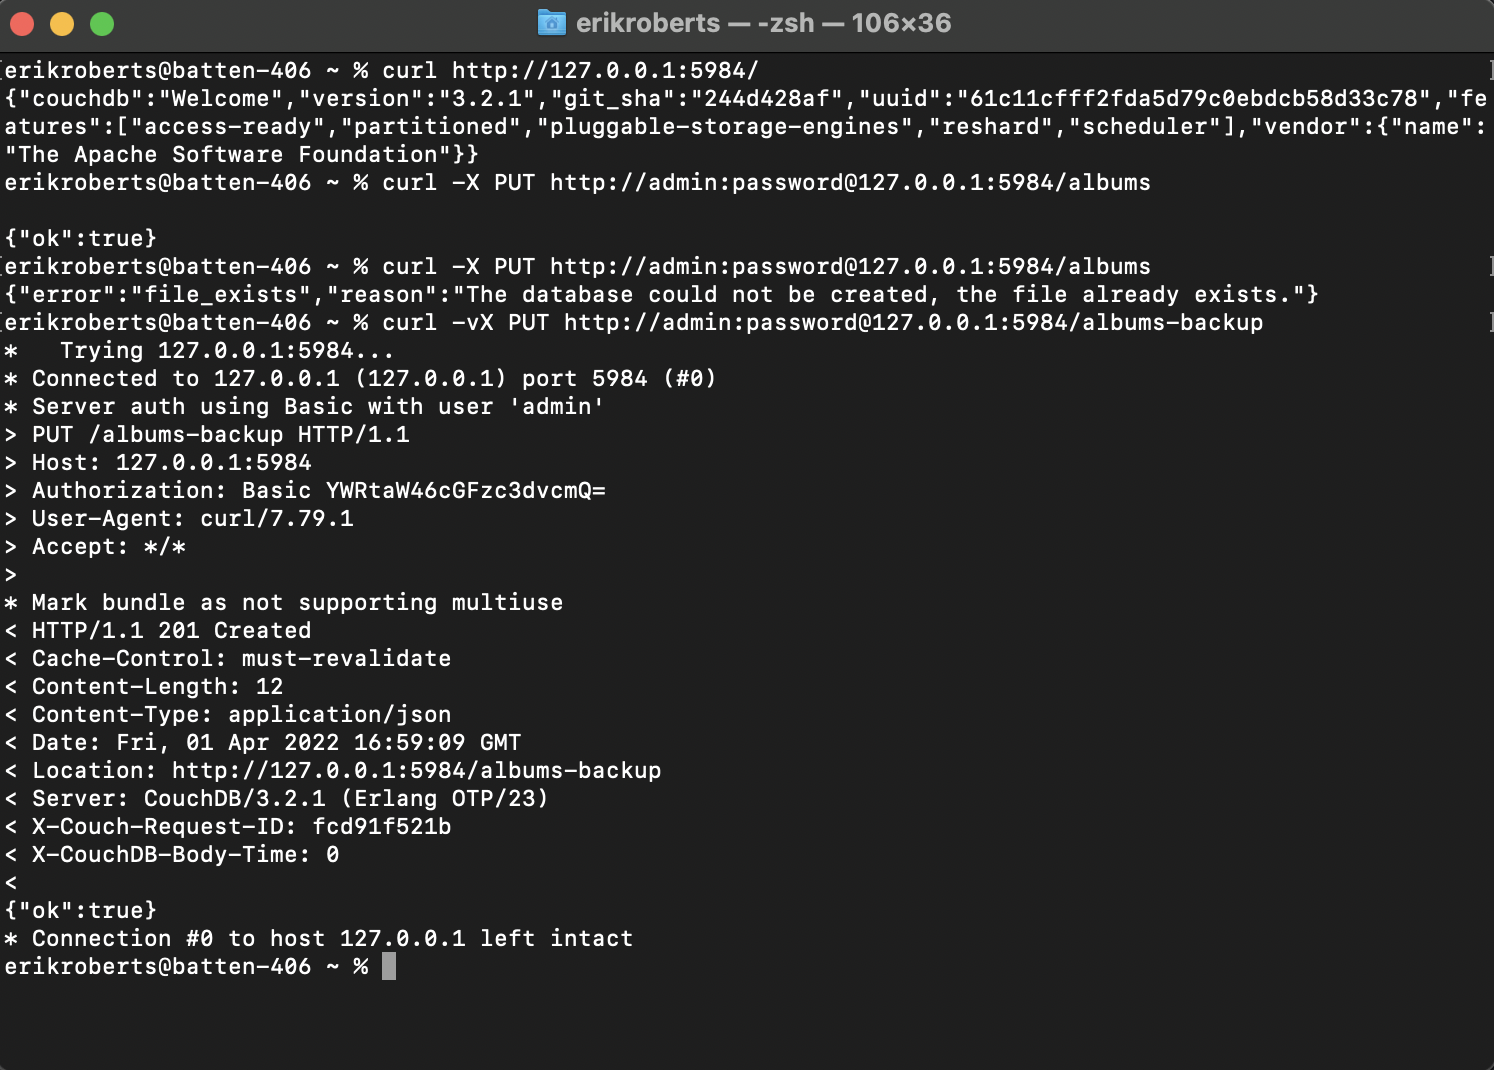 erikroberts — -zsh — 106×36
erikroberts@batten-406 ~ % curl http://127.0.0.1:5984/
{"couchdb":"Welcome","version":"3.2.1","git_sha":"244d428af","uuid":"61c11cfff2fda5d79c0ebdcb58d33c78","fe
atures":["access-ready","partitioned","pluggable-storage-engines","reshard","scheduler"],"vendor":{"name":
"The Apache Software Foundation"}}
erikroberts@batten-406 ~ % curl -X PUT http://admin:password@127.0.0.1:5984/albums
{"ok":true}
erikroberts@batten-406 ~ % curl -X PUT http://admin:password@127.0.0.1:5984/albums
{"error":"file_exists","reason":"The database could not be created, the file already exists."}
erikroberts@batten-406 ~ % curl -vX PUT http://admin:password@127.0.0.1:5984/albums-backup
*   Trying 127.0.0.1:5984...
* Connected to 127.0.0.1 (127.0.0.1) port 5984 (#0)
* Server auth using Basic with user 'admin'
> PUT /albums-backup HTTP/1.1
> Host: 127.0.0.1:5984
> Authorization: Basic YWRtaW46cGFzc3dvcmQ=
> User-Agent: curl/7.79.1
> Accept: */*
>
* Mark bundle as not supporting multiuse
< HTTP/1.1 201 Created
< Cache-Control: must-revalidate
< Content-Length: 12
< Content-Type: application/json
< Date: Fri, 01 Apr 2022 16:59:09 GMT
< Location: http://127.0.0.1:5984/albums-backup
< Server: CouchDB/3.2.1 (Erlang OTP/23)
< X-Couch-Request-ID: fcd91f521b
< X-CouchDB-Body-Time: 0
<
{"ok":true}
* Connection #0 to host 127.0.0.1 left intact
erikroberts@batten-406 ~ %